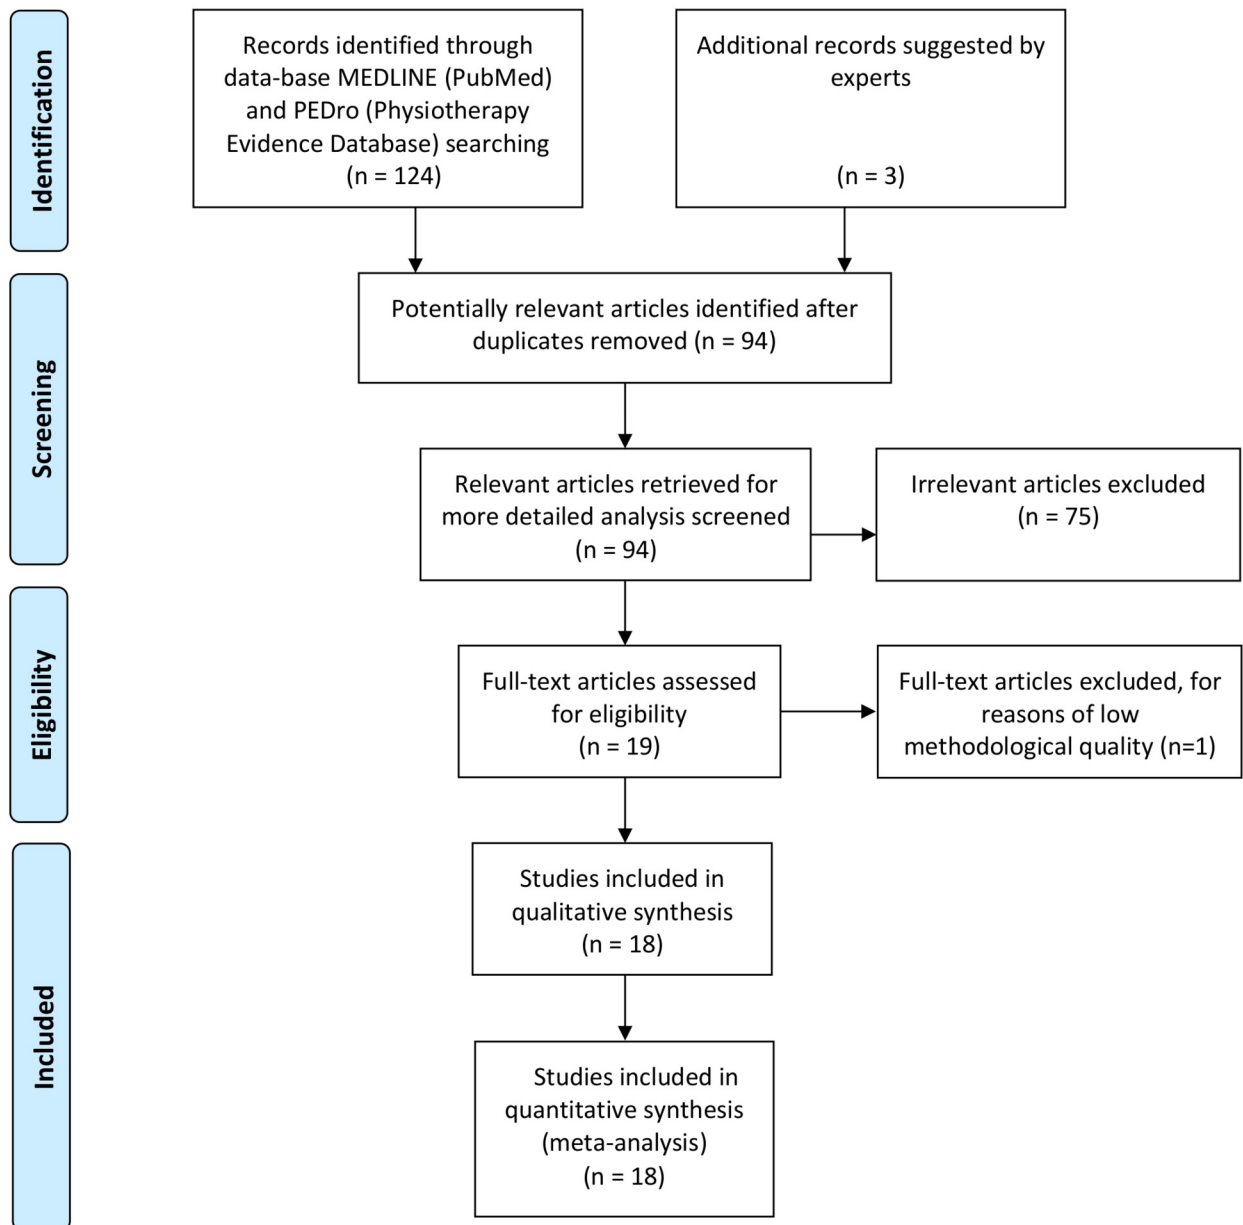 Identification
Records identified through
data-base MEDLINE (PubMed)
and PEDro (Physiotherapy
Evidence Database) searching
(n = 124)
Additional records suggested by
experts
(n = 3)
Screening
Potentially relevant articles identified after
duplicates removed (n = 94)
Relevant articles retrieved for
more detailed analysis screened
(n = 94)
Irrelevant articles excluded
(n = 75)
Eligibility
Full-text articles assessed
for eligibility
(n = 19)
Full-text articles excluded, for
reasons of low
methodological quality (n=1)
Included
Studies included in
qualitative synthesis
(n = 18)
Studies included in
quantitative synthesis
(meta-analysis)
(n = 18)